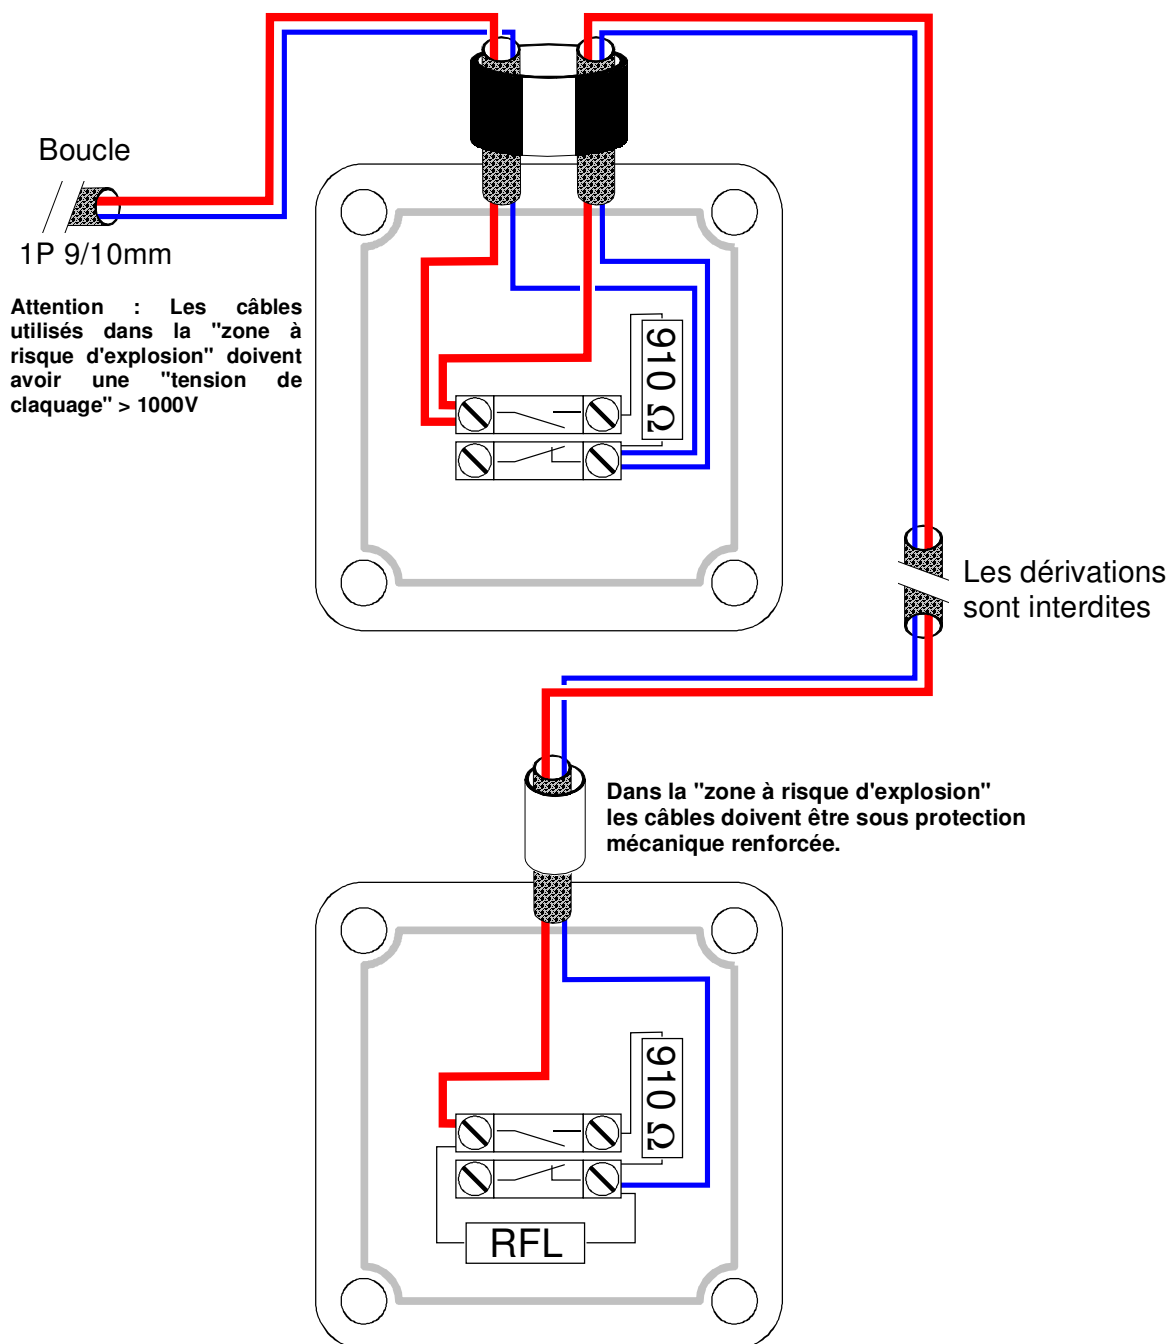 Boucle
1P 9/10mm
Attention : Les câbles
utilisés dans la "zone à
risque d'explosion" doivent
avoir une "tension de
claquage" > 1000V
910 Ω
Les dérivations
sont interdites
Dans la "zone à risque d'explosion"
les câbles doivent être sous protection
mécanique renforcée.
910 Ω
RFL